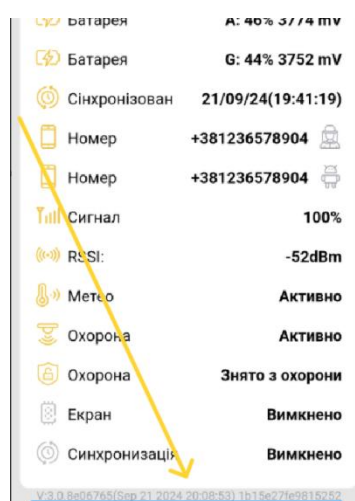 Батарея A: 46% 3774 mV
Батарея G: 44% 3752 mV
Сінхронізован 21/09/24(19:41:19)
Номер +381236578904
Номер +381236578904
Сигнал 100%
RSSI: -52dBm
Метео Активно
Охорона Активно
Охорона Знято з охорони
Екран Вимкнено
Синхронизація Вимкнено
V:3.0.8e06765(Sep 21 2024 20:08:53) 1b15e27fe9815252